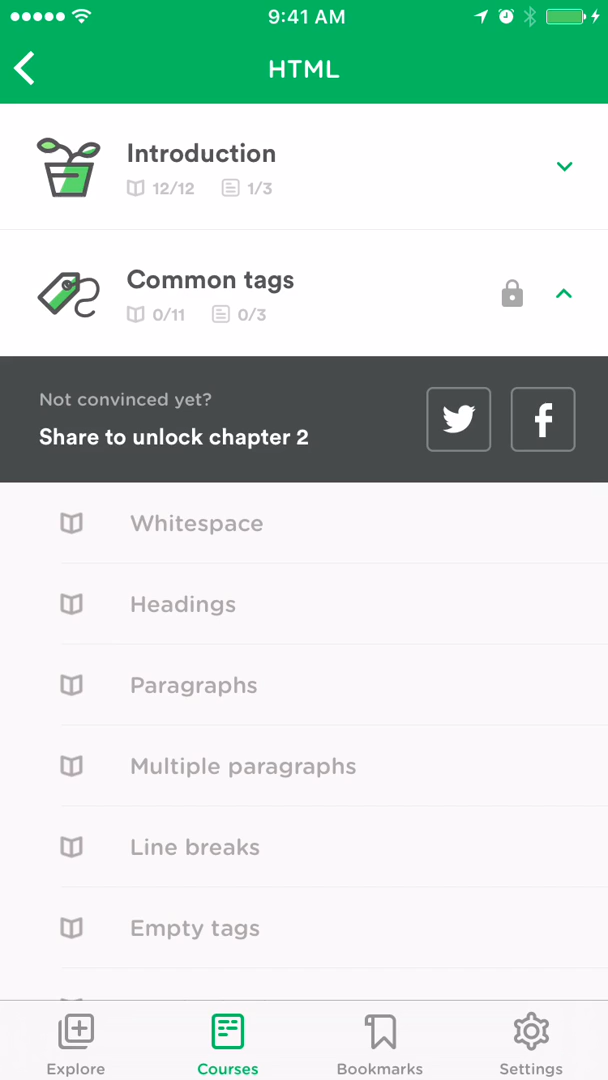 9:41 AM
HTML
Introduction
12/12 1/3
Common tags
0/11 0/3
Not convinced yet?
Share to unlock chapter 2
Whitespace
Headings
Paragraphs
Multiple paragraphs
Line breaks
Empty tags
Explore Courses Bookmarks Settings